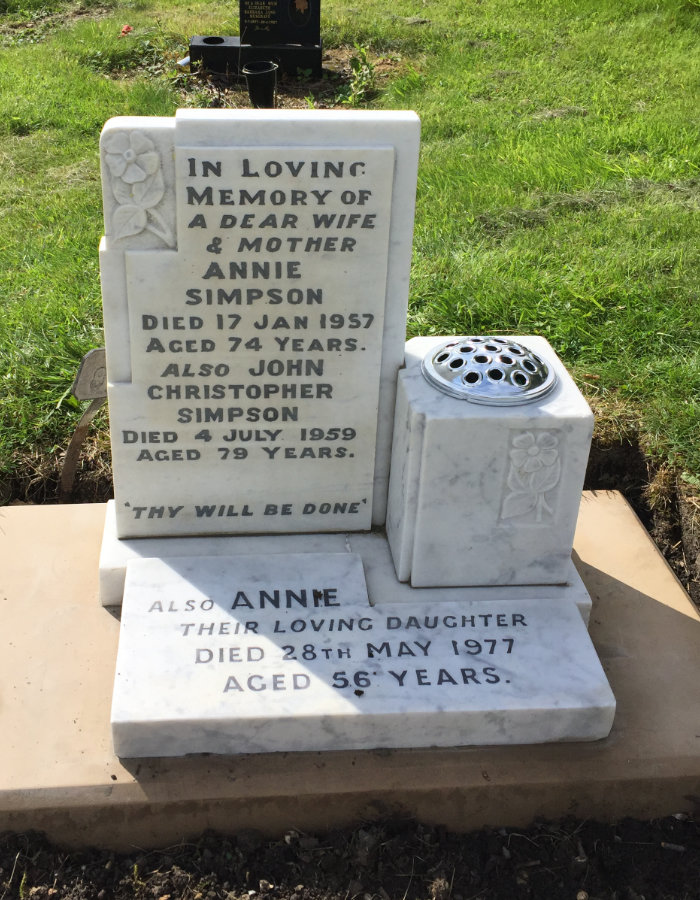 IN LOVING
MEMORY OF
A DEAR WIFE
& MOTHER
ANNIE
SIMPSON
DIED 17 JAN 1957
AGED 74 YEARS.
ALSO JOHN
CHRISTOPHER
SIMPSON
DIED 4 JULY 1959
AGED 79 YEARS.
'THY WILL BE DONE'
ALSO ANNIE
THEIR LOVING DAUGHTER
DIED 28TH MAY 1977
AGED 56 YEARS.